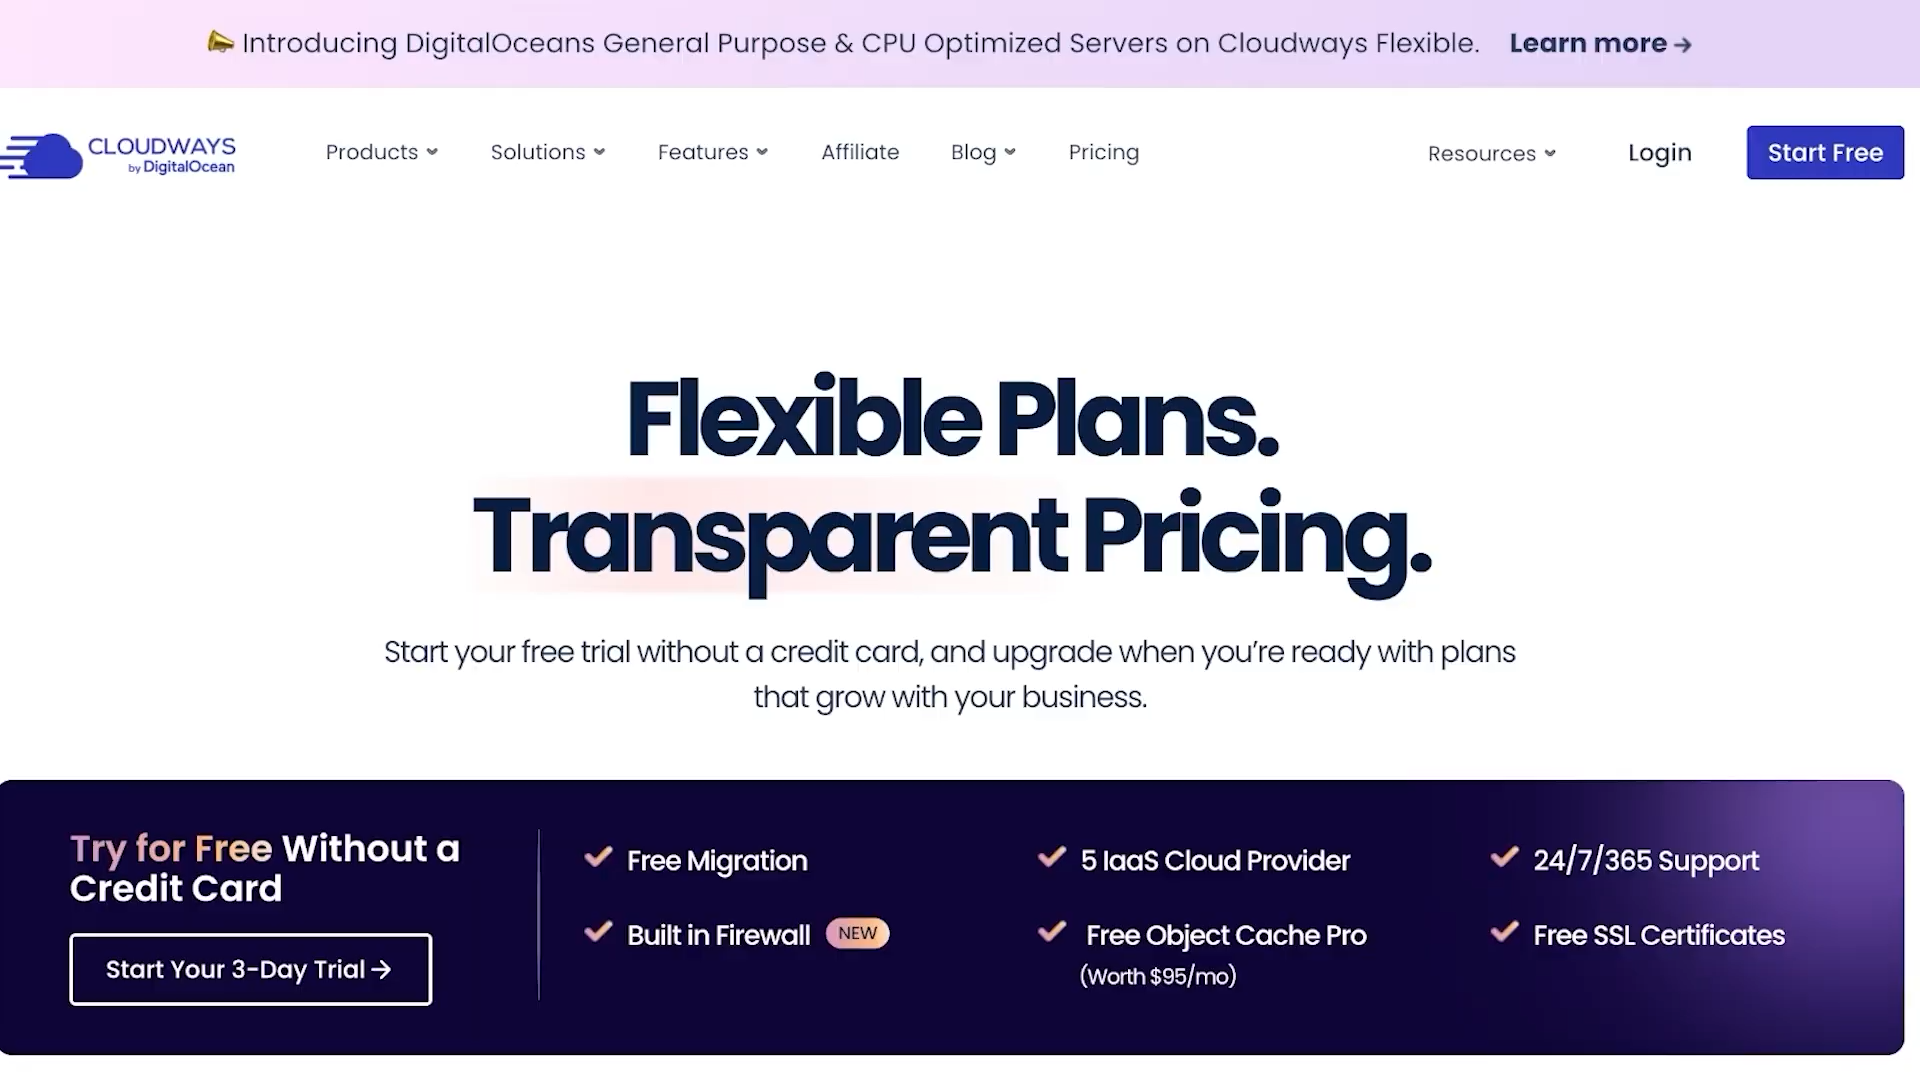 Introducing DigitalOceans General Purpose & CPU Optimized Servers on Cloudways Flexible. Learn more →
CLOUDWAYS
by DigitalOcean
Products
Solutions
Features
Affiliate
Blog
Pricing
Resources
Login
Start Free
Flexible Plans.
Transparent Pricing.
Start your free trial without a credit card, and upgrade when you’re ready with plans
that grow with your business.
Try for Free Without a
Credit Card
Start Your 3-Day Trial →
Free Migration
5 IaaS Cloud Provider
24/7/365 Support
Built in Firewall NEW
Free Object Cache Pro
(Worth $95/mo)
Free SSL Certificates